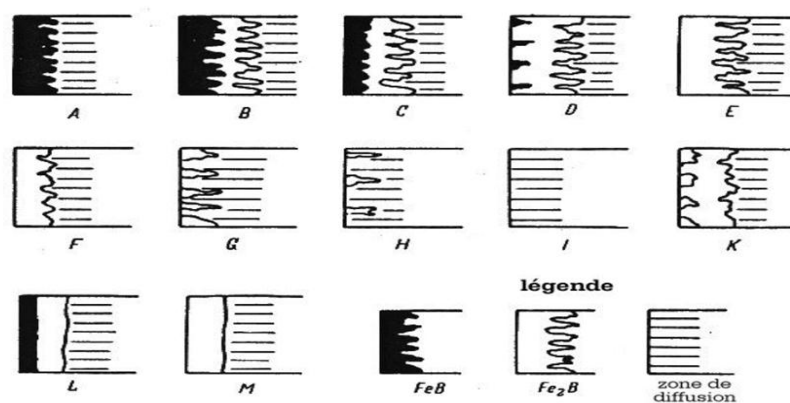 A B C D E
F G H I K
légende
L M FeB Fe₂B zone de
diffusion